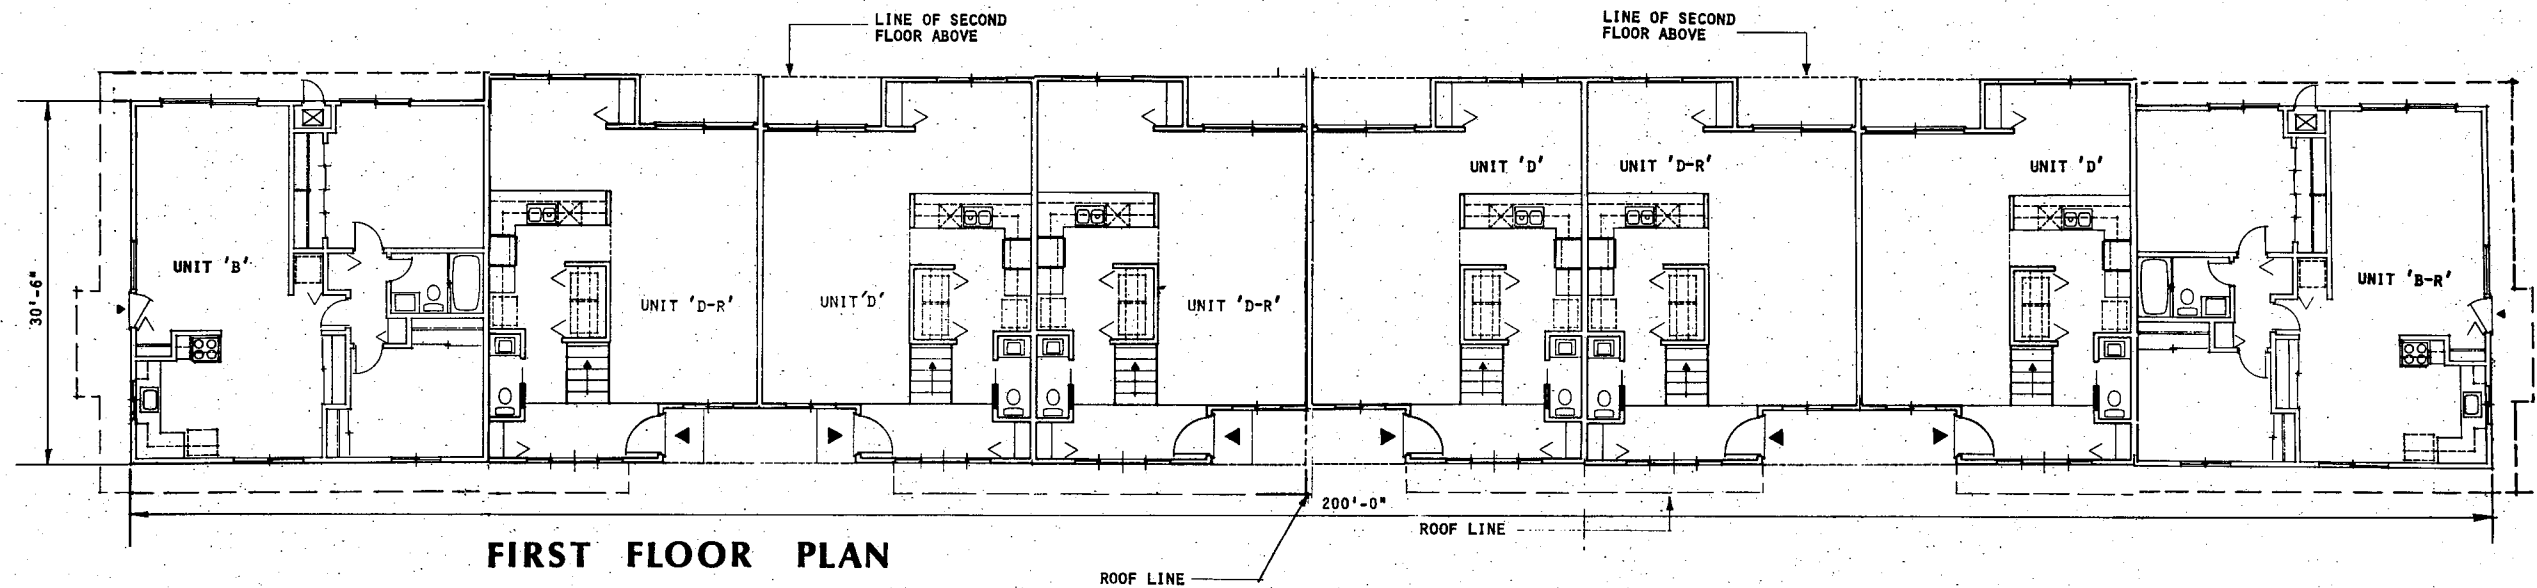 LINE OF SECOND
FLOOR ABOVE
LINE OF SECOND
FLOOR ABOVE
30'-6"
UNIT 'B'
UNIT 'D-R'
UNIT 'D'
UNIT 'D-R'
UNIT 'D'
UNIT 'D-R'
UNIT 'D'
UNIT 'B-R'
200'-0"
ROOF LINE
FIRST FLOOR PLAN
ROOF LINE